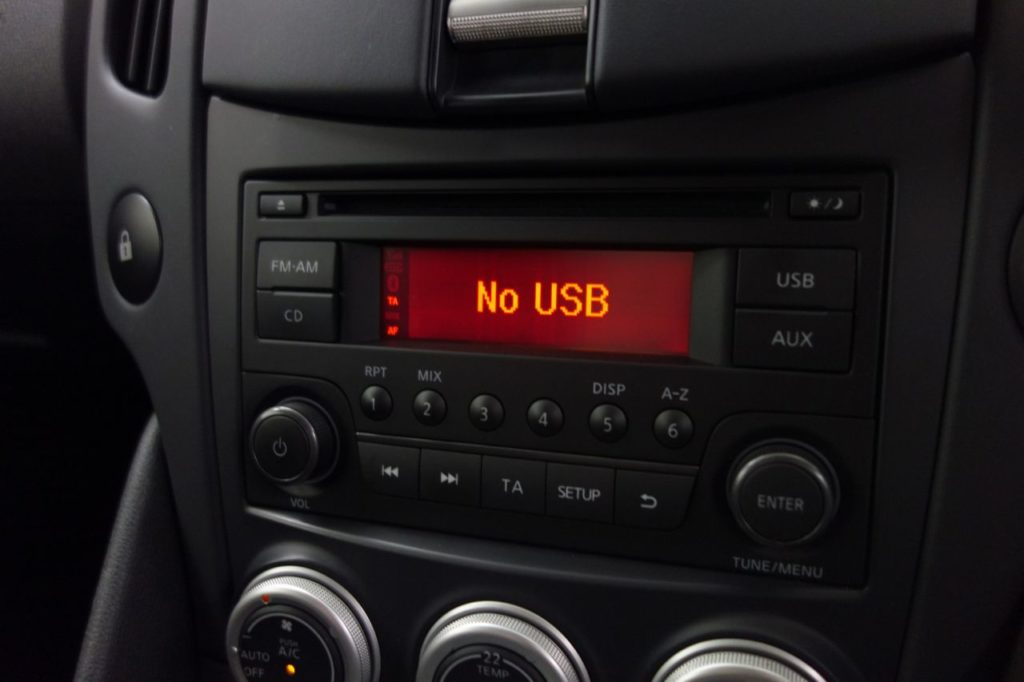 FM·AM
CD
TA
AF
No USB
USB
AUX
RPT
MIX
DISP
A-Z
1
2
3
4
5
6
VOL
TA
SETUP
ENTER
TUNE/MENU
PUSH
A/C
AUTO
OFF
22
TEMP